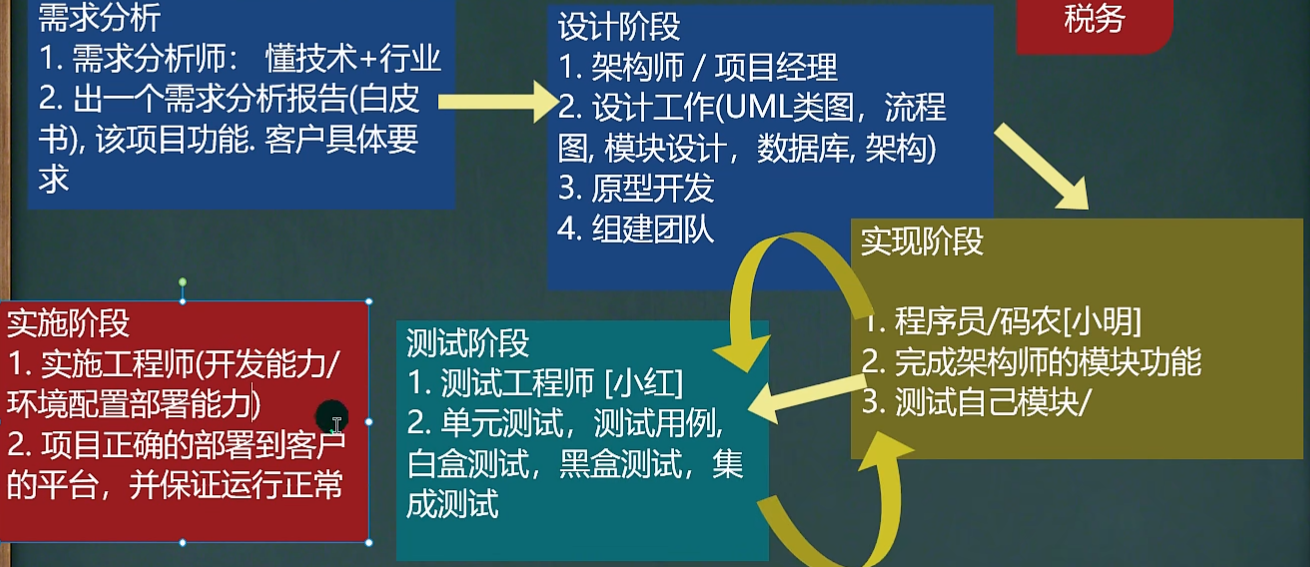 需求分析
1. 需求分析师： 懂技术+行业
2. 出一个需求分析报告(白皮
书), 该项目功能. 客户具体要
求
设计阶段
1. 架构师 / 项目经理
2. 设计工作(UML类图，流程
图, 模块设计，数据库, 架构)
3. 原型开发
4. 组建团队
税务
实现阶段
1. 程序员/码农[小明]
2. 完成架构师的模块功能
3. 测试自己模块/
测试阶段
1. 测试工程师 [小红]
2. 单元测试，测试用例,
白盒测试，黑盒测试，集
成测试
实施阶段
1. 实施工程师(开发能力/
环境配置部署能力)
2. 项目正确的部署到客户
的平台，并保证运行正常